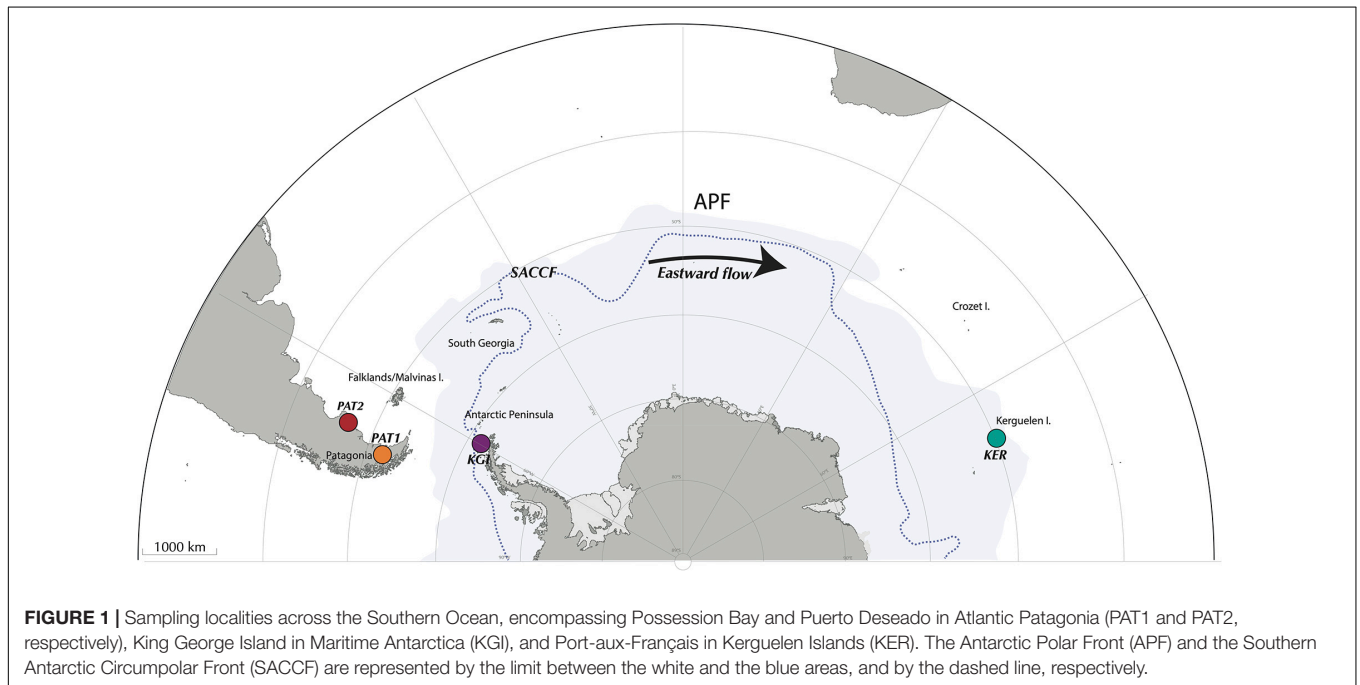 APF
SACCF
Eastward flow
Crozet I.
South Georgia
Falklands/Malvinas I.
PAT2
Antarctic Peninsula
Kerguelen I.
PAT1
Patagonia
KGI
KER
1000 km
FIGURE 1 | Sampling localities across the Southern Ocean, encompassing Possession Bay and Puerto Deseado in Atlantic Patagonia (PAT1 and PAT2,
respectively), King George Island in Maritime Antarctica (KGI), and Port-aux-Français in Kerguelen Islands (KER). The Antarctic Polar Front (APF) and the Southern
Antarctic Circumpolar Front (SACCF) are represented by the limit between the white and the blue areas, and by the dashed line, respectively.